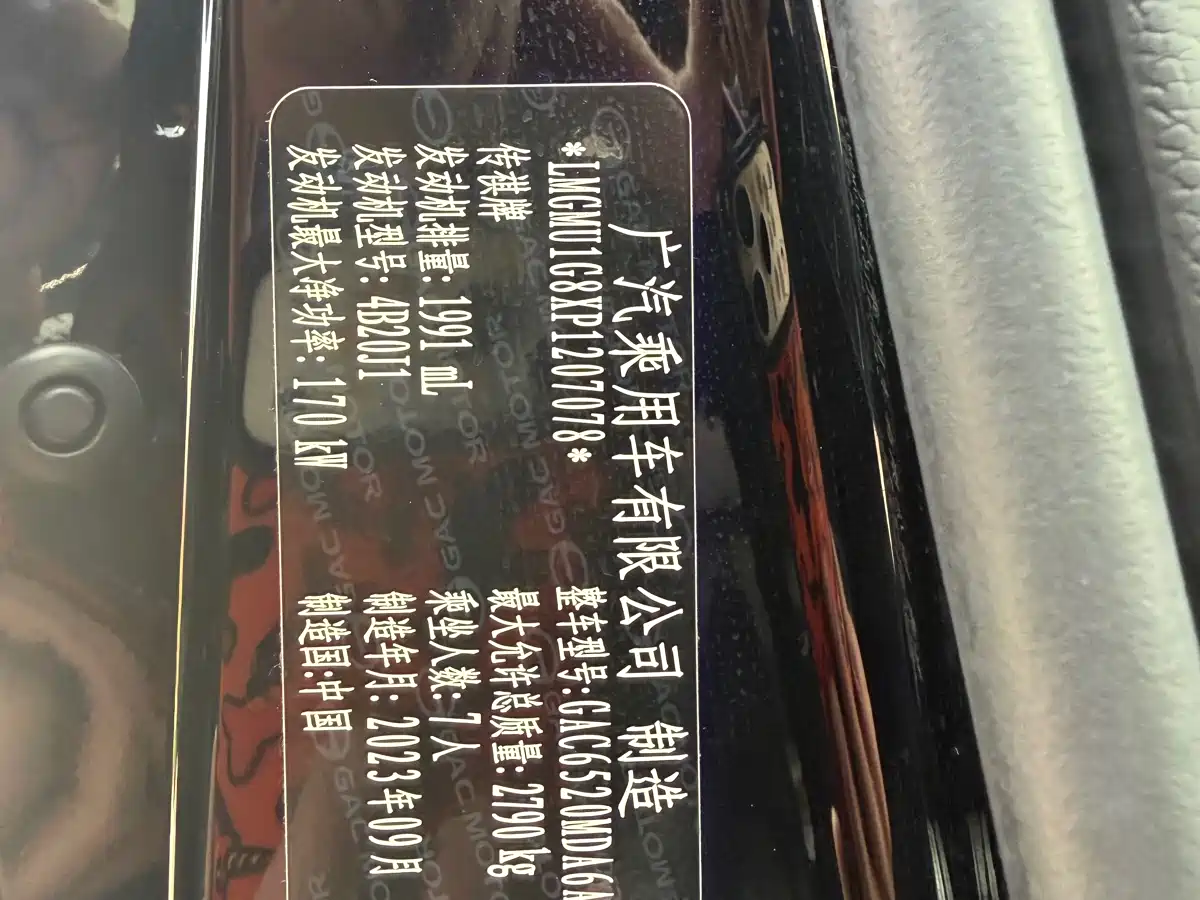 广汽乘用车有限公司 制造
*LMGMU1G8XP1207078* 整车型号:GAC6520MDA6A
传祺牌 最大允许总质量:2790kg
发动机排量:1991 ml 乘坐人数:7人
发动机型号:4B20J1 制造年月:2023年09月
发动机最大净功率:170 kW 制造国:中国
GAC MOTOR